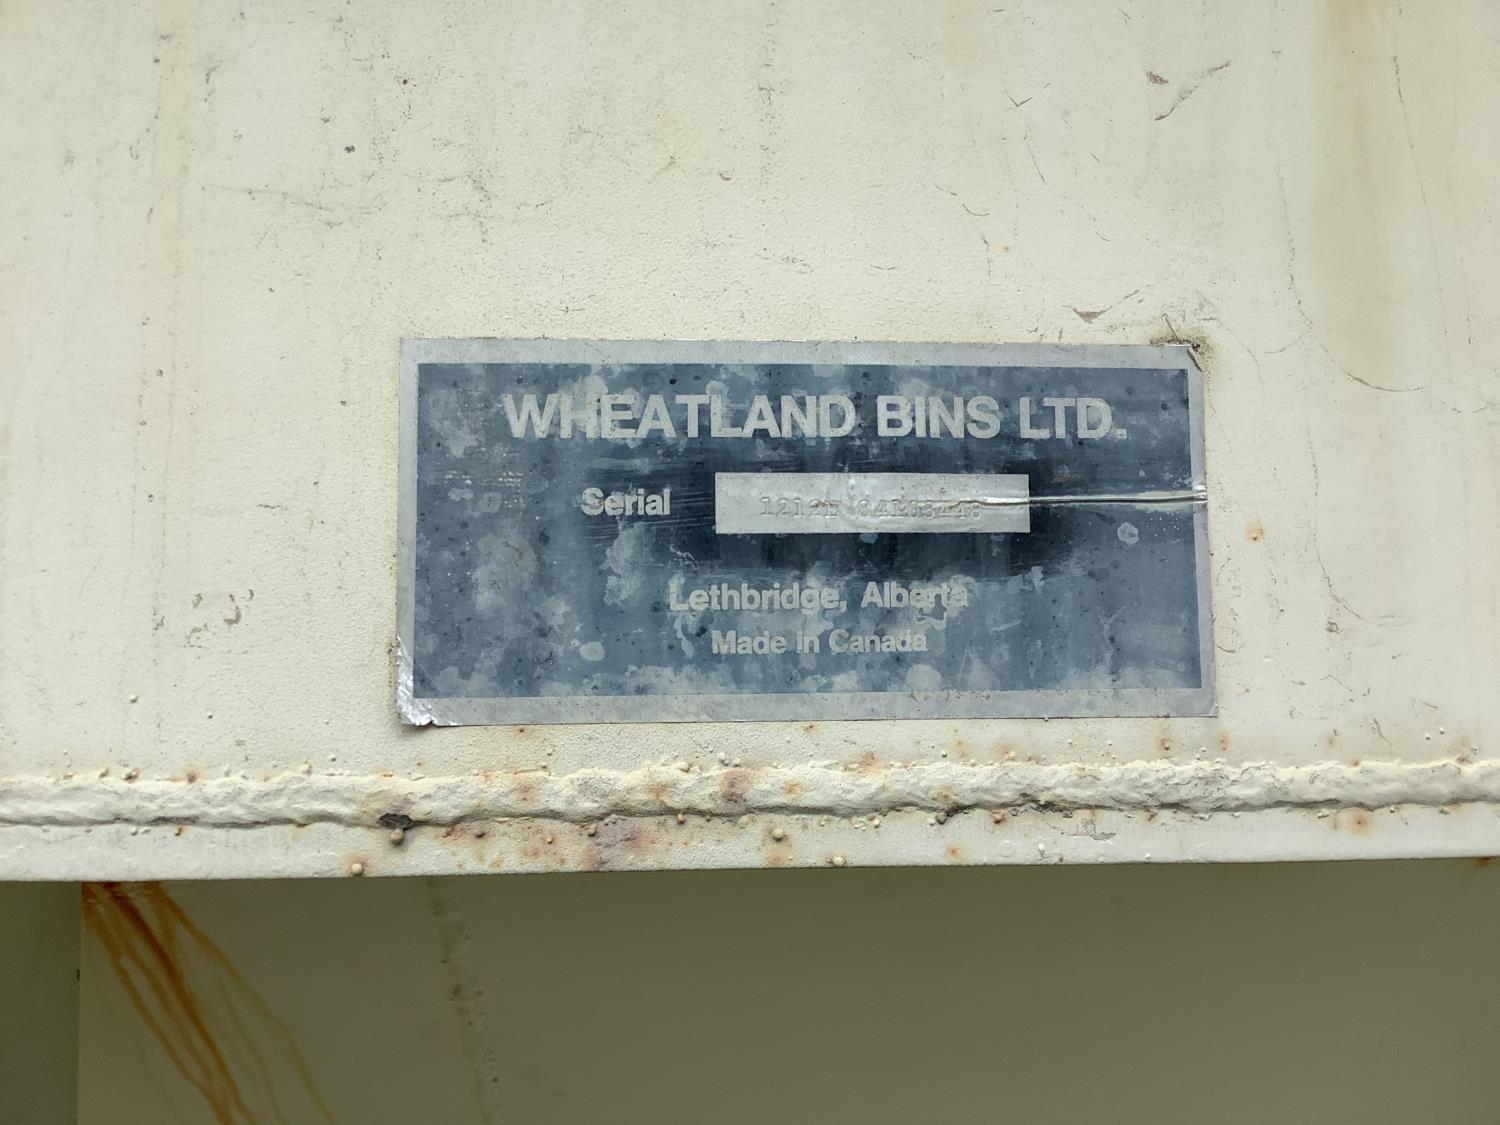 WHEATLAND BINS LTD.
Serial
Lethbridge, Alberta
Made in Canada